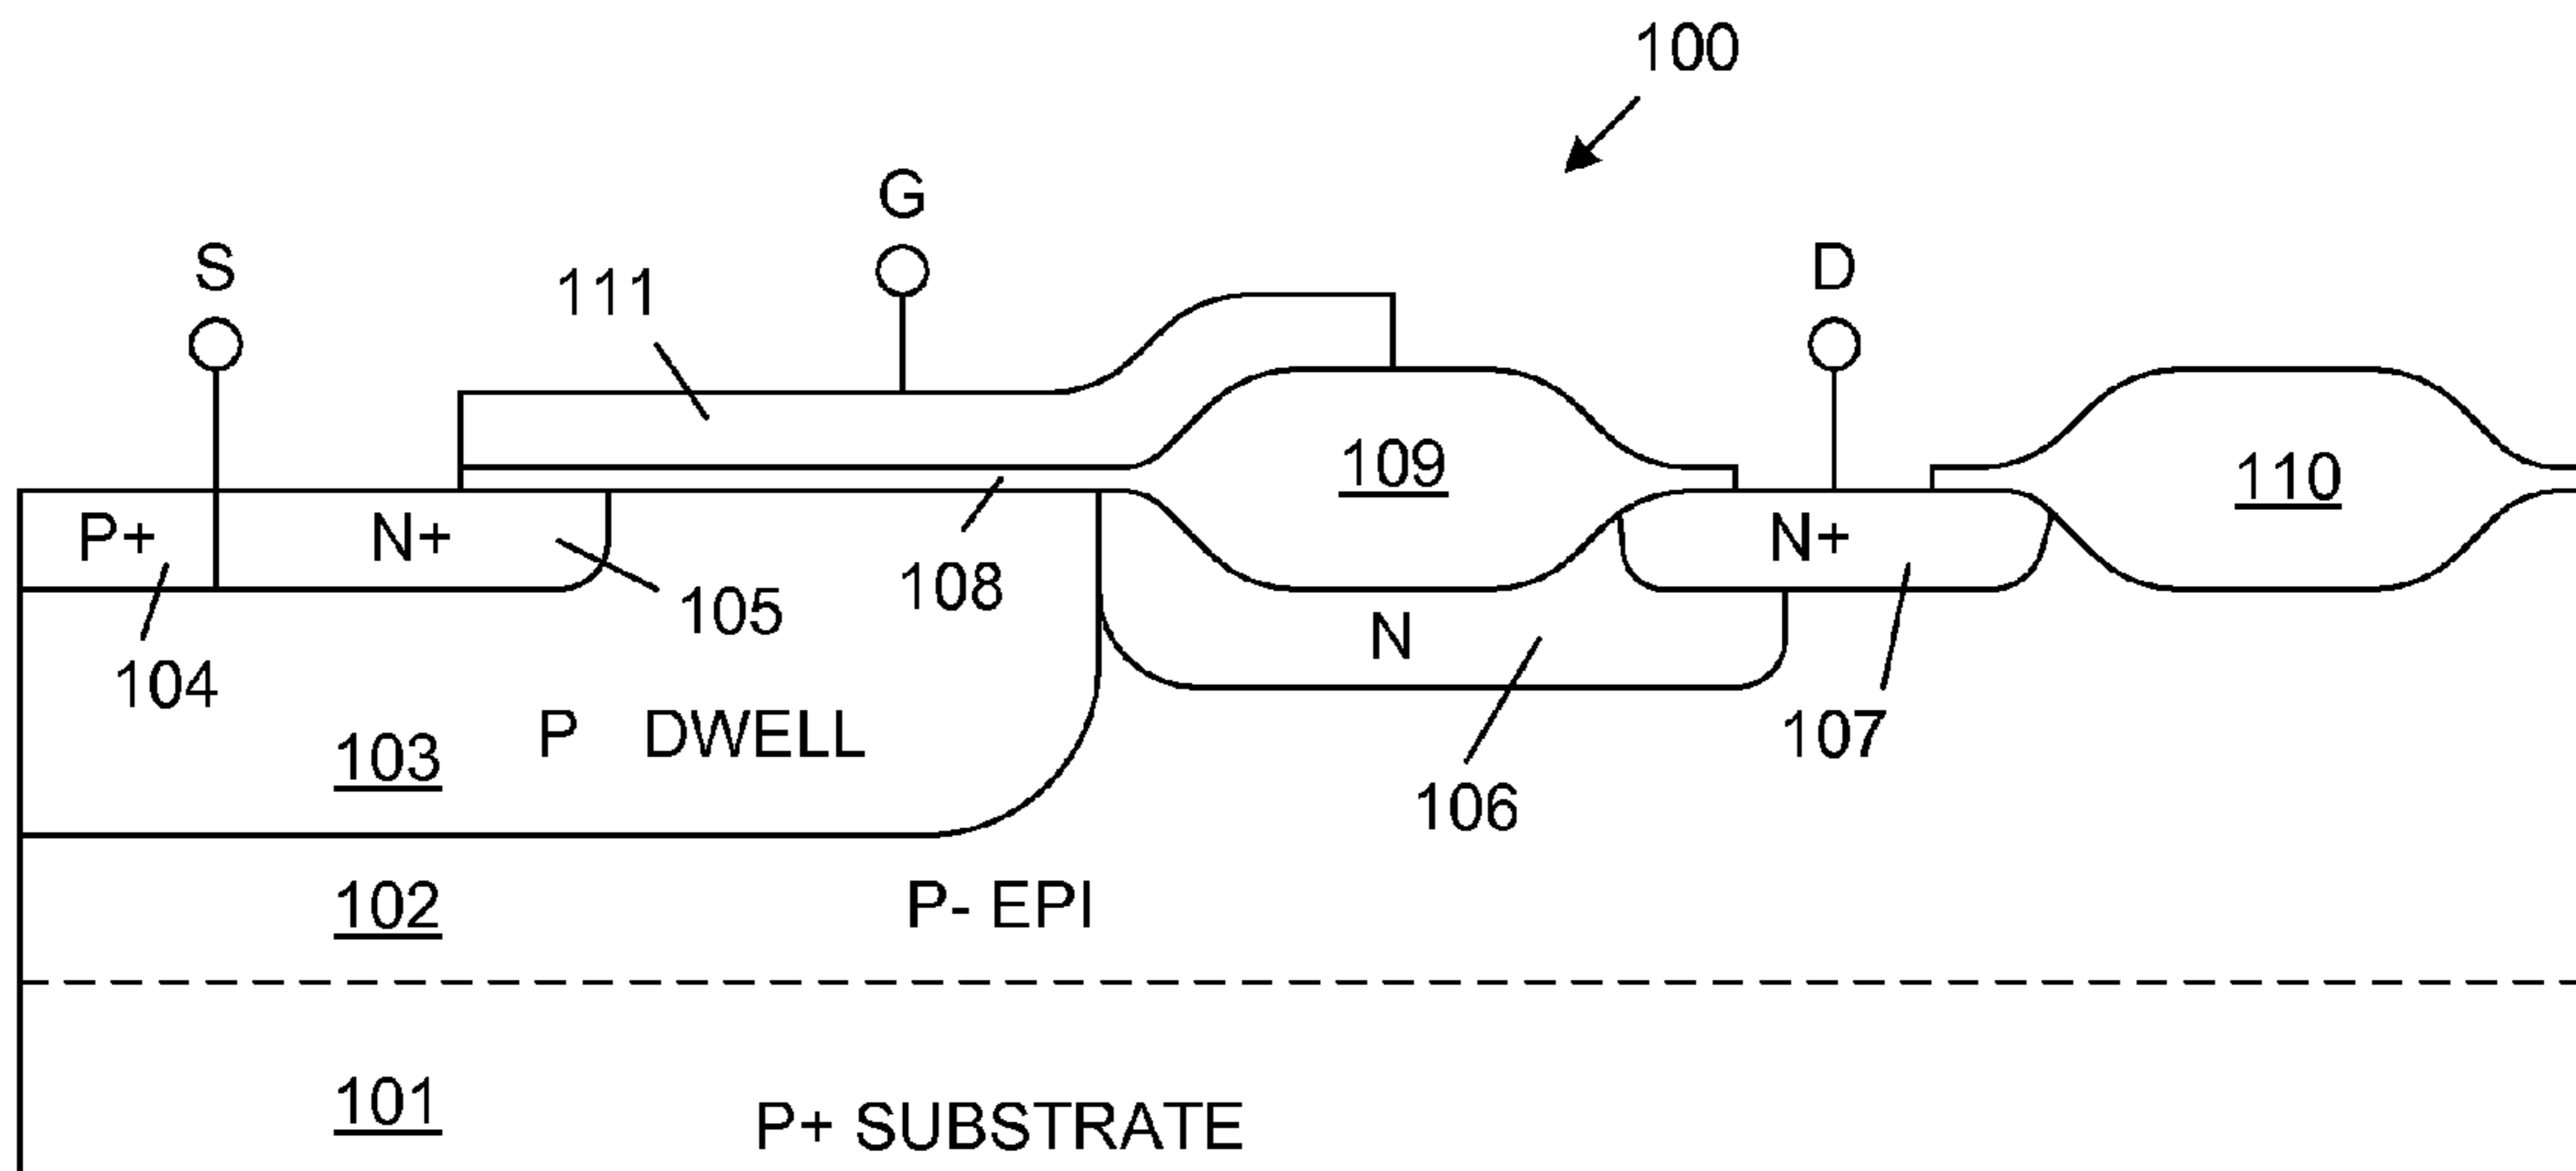 100
G
S
D
111
109
110
P+
N+
N+
108
105
N
104
107
P DWELL
103
106
102
P- EPI
101
P+ SUBSTRATE